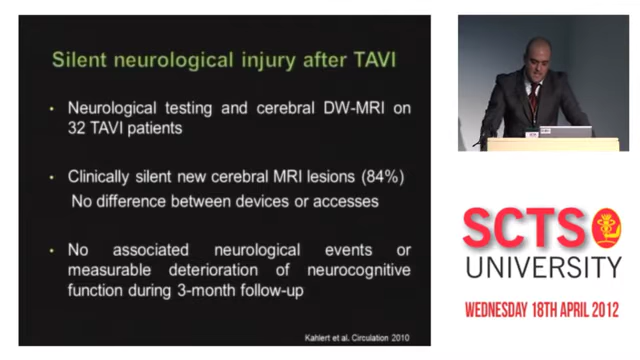 Silent neurological injury after TAVI
• Neurological testing and cerebral DW-MRI on
32 TAVI patients
• Clinically silent new cerebral MRI lesions (84%)
No difference between devices or accesses
• No associated neurological events or
measurable deterioration of neurocognitive
function during 3-month follow-up
Kahlert et al. Circulation 2010
SCTS
UNIVERSITY
WEDNESDAY 18TH APRIL 2012